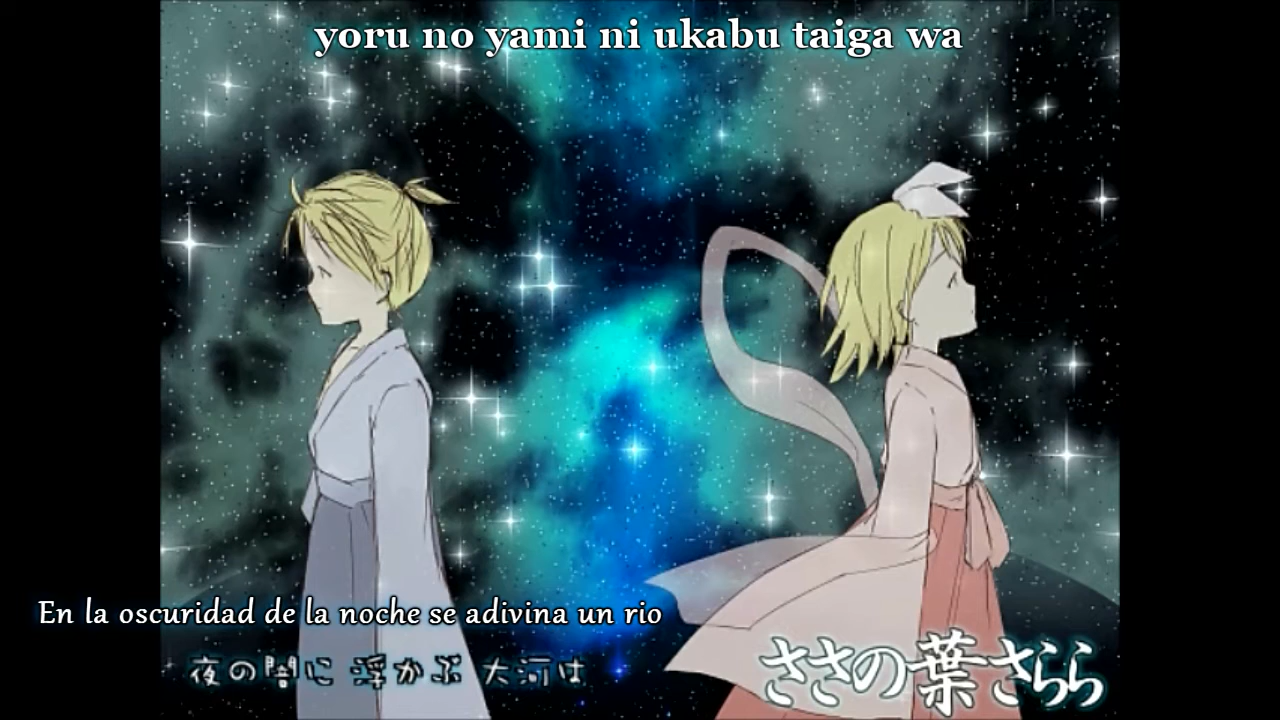 yoru no yami ni ukabu taiga wa
En la oscuridad de la noche se adivina un rio
夜の闇に 浮かぶ 大河は
ささの葉さらら